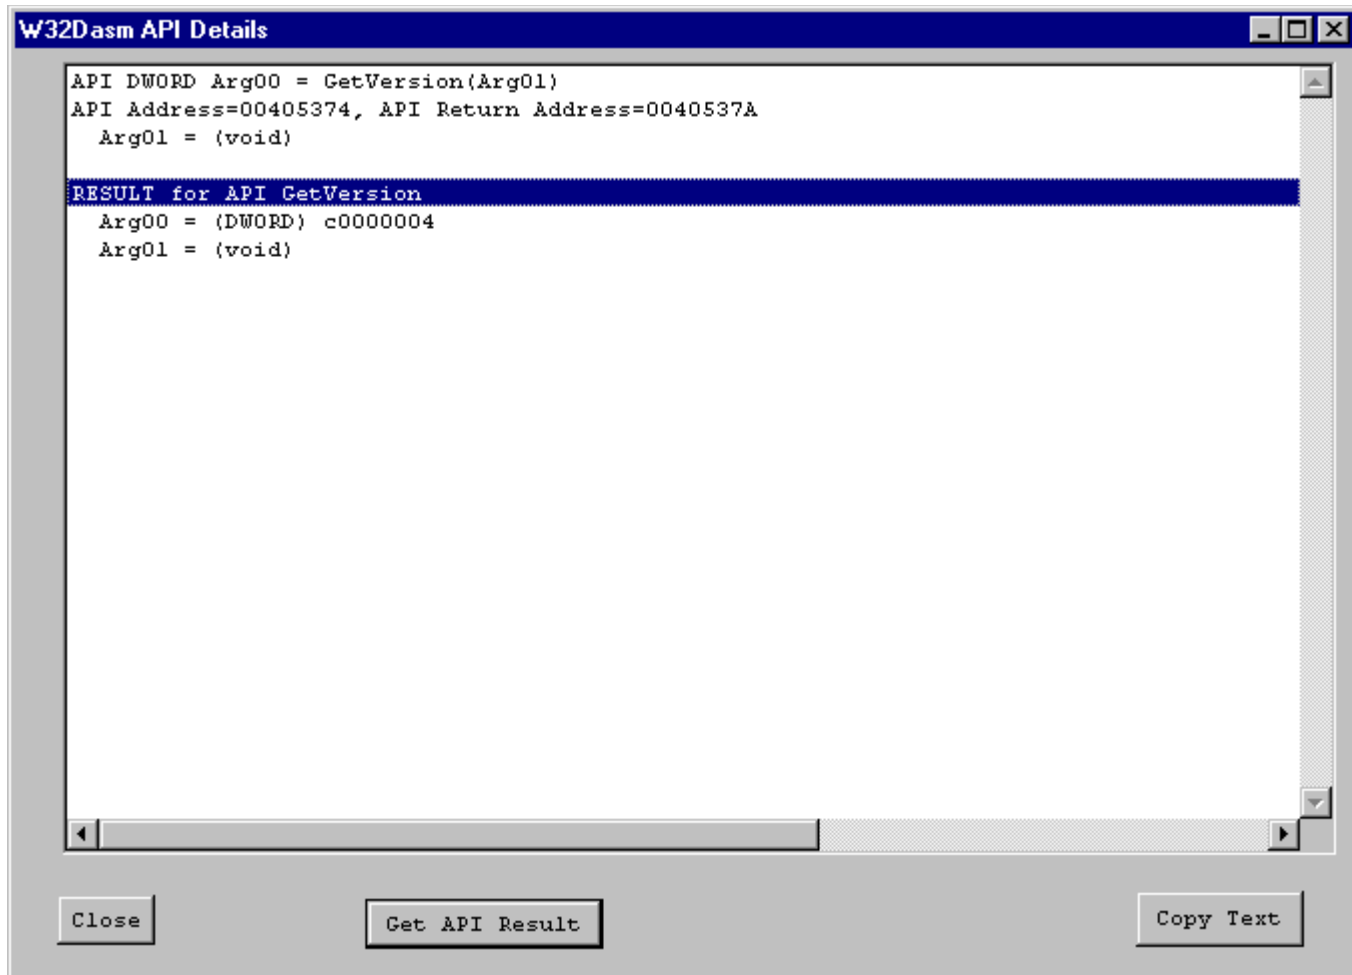 W32Dasm API Details
API DWORD Arg00 = GetVersion(Arg01)
API Address=00405374, API Return Address=0040537A
Arg01 = (void)
RESULT for API GetVersion
Arg00 = (DWORD) c0000004
Arg01 = (void)
Close
Get API Result
Copy Text